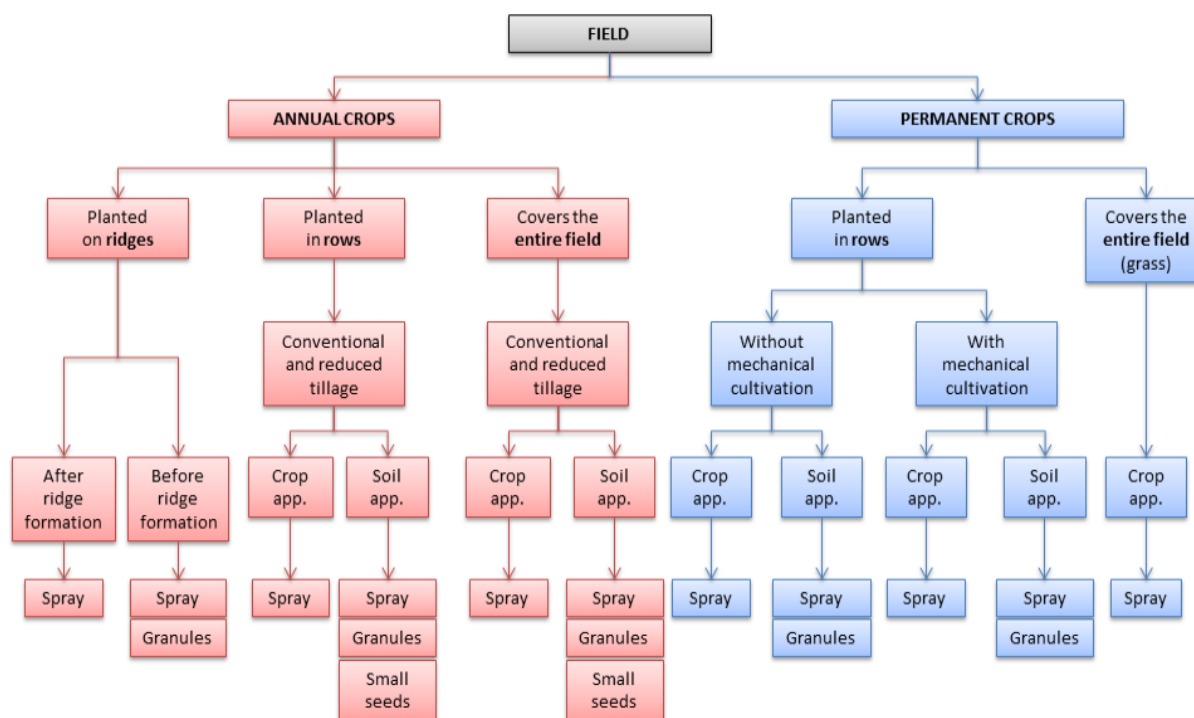 FIELD
ANNUAL CROPS
PERMANENT CROPS
Planted
on ridges
Planted
in rows
Covers the
entire field
Planted
in rows
Covers the
entire field
(grass)
Conventional
and reduced
tillage
Conventional
and reduced
tillage
Without
mechanical
cultivation
With
mechanical
cultivation
After
ridge
formation
Before
ridge
formation
Crop
app.
Soil
app.
Crop
app.
Soil
app.
Crop
app.
Soil
app.
Crop
app.
Soil
app.
Crop
app.
Spray
Spray
Granules
Spray
Spray
Granules
Small
seeds
Spray
Spray
Granules
Small
seeds
Spray
Spray
Granules
Spray
Spray
Granules
Spray